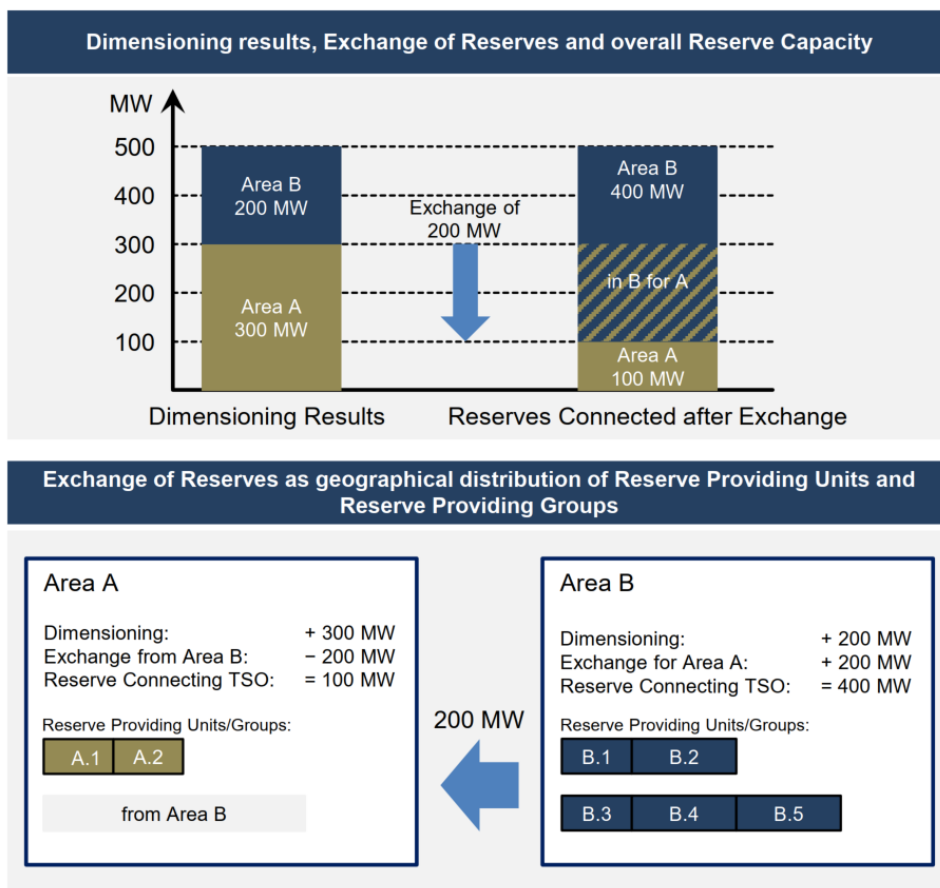 Dimensioning results, Exchange of Reserves and overall Reserve Capacity
MW
500
400
300
200
100
Area B
200 MW
Area A
300 MW
Exchange of
200 MW
Area B
400 MW
in B for A
Area A
100 MW
Dimensioning Results
Reserves Connected after Exchange
Exchange of Reserves as geographical distribution of Reserve Providing Units and
Reserve Providing Groups
Area A
Dimensioning: + 300 MW
Exchange from Area B: − 200 MW
Reserve Connecting TSO: = 100 MW
Reserve Providing Units/Groups:
A.1 A.2
from Area B
200 MW
Area B
Dimensioning: + 200 MW
Exchange for Area A: + 200 MW
Reserve Connecting TSO: = 400 MW
Reserve Providing Units/Groups:
B.1 B.2
B.3 B.4 B.5